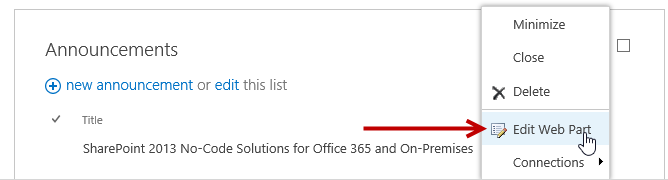 Minimize
Announcements
Close
new announcement or edit this list
Delete
Title
Edit Web Part
SharePoint 2013 No-Code Solutions for Office 365 and On-Premises
Connections